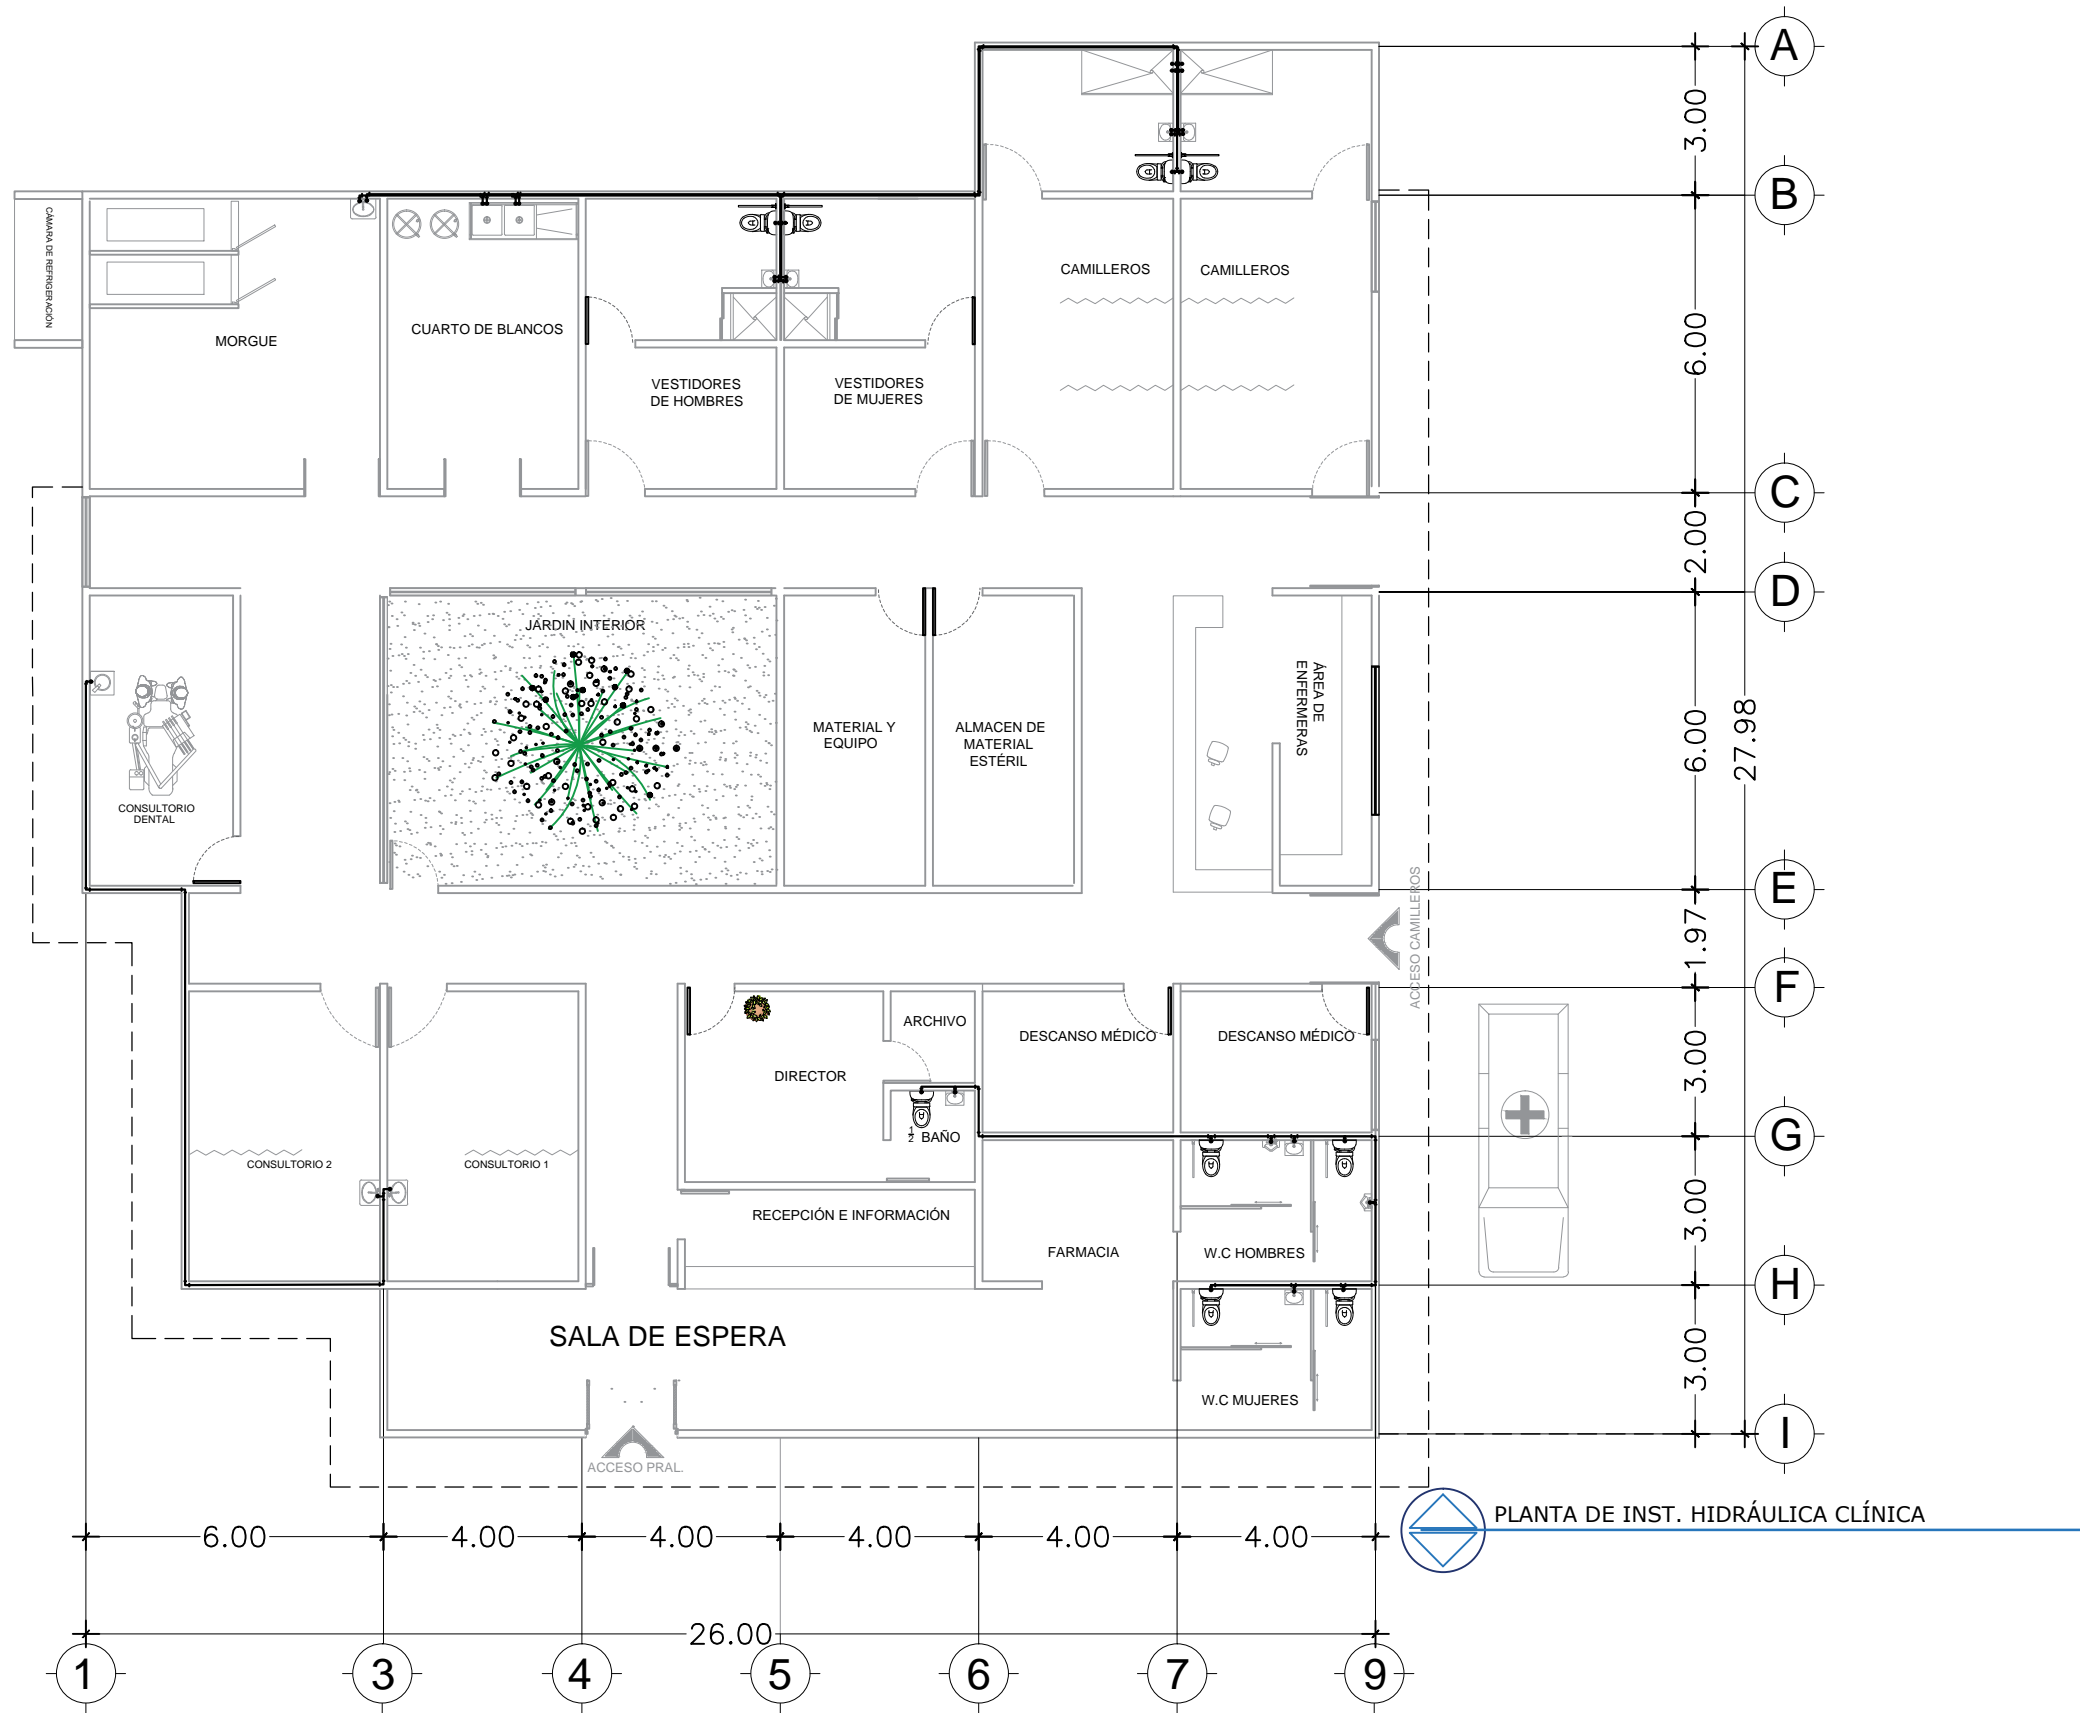 A
3.00
B
CÁMARA DE REFRIGERACIÓN
CAMILLEROS
CAMILLEROS
MORGUE
CUARTO DE BLANCOS
6.00
VESTIDORES
DE HOMBRES
VESTIDORES
DE MUJERES
C
2.00
D
JARDIN INTERIOR
ÁREA DE
ENFERMERAS
MATERIAL Y
EQUIPO
ALMACEN DE
MATERIAL
ESTÉRIL
6.00
27.98
CONSULTORIO
DENTAL
E
ACCESO CAMILLEROS
1.97
F
ARCHIVO
DESCANSO MÉDICO
DESCANSO MÉDICO
3.00
DIRECTOR
½ BAÑO
G
CONSULTORIO 2
CONSULTORIO 1
3.00
RECEPCIÓN E INFORMACIÓN
FARMACIA
W.C HOMBRES
H
SALA DE ESPERA
3.00
W.C MUJERES
I
ACCESO PRAL.
PLANTA DE INST. HIDRÁULICA CLÍNICA
6.00
4.00
4.00
4.00
4.00
4.00
26.00
1
3
4
5
6
7
9